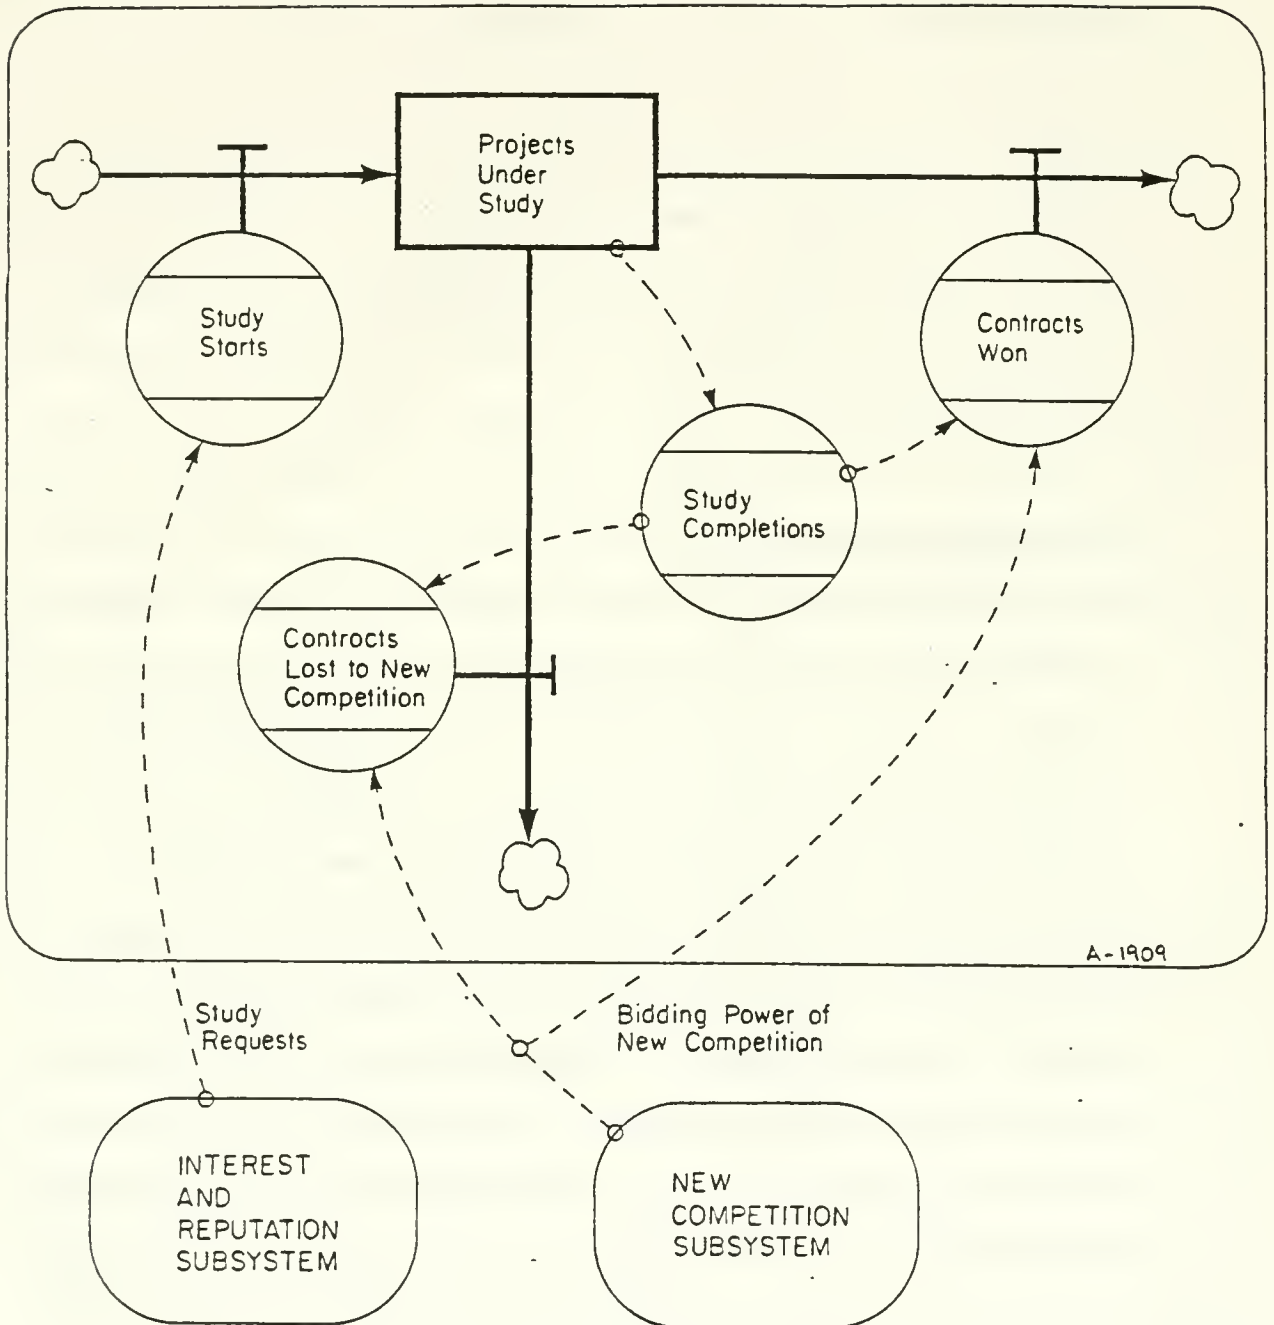 Projects
Under
Study
Study
Starts
Contracts
Won
Study
Completions
Controcts
Lost to New
Competition
A-1909
Study
Requests
Bidding Power of
New Competition
INTEREST
AND
REPUTATION
SUBSYSTEM
NEW
COMPETITION
SUBSYSTEM